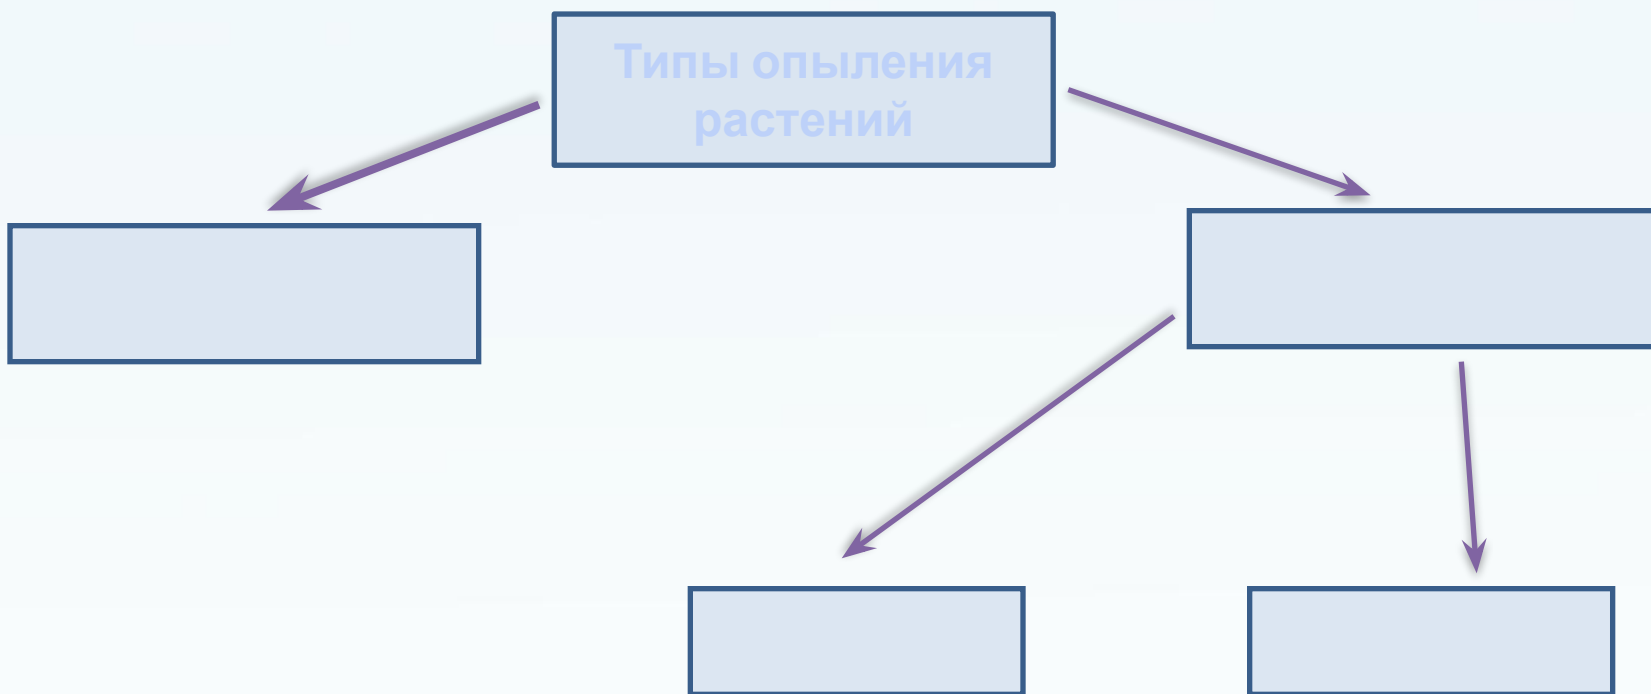 Типы опыления
растений